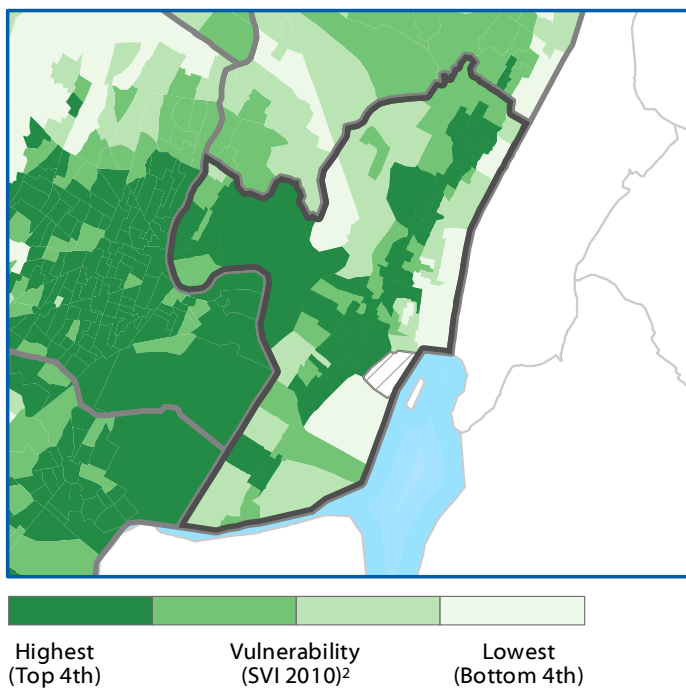 Highest
(Top 4th)
Vulnerability
(SVI 2010)2
Lowest
(Bottom 4th)